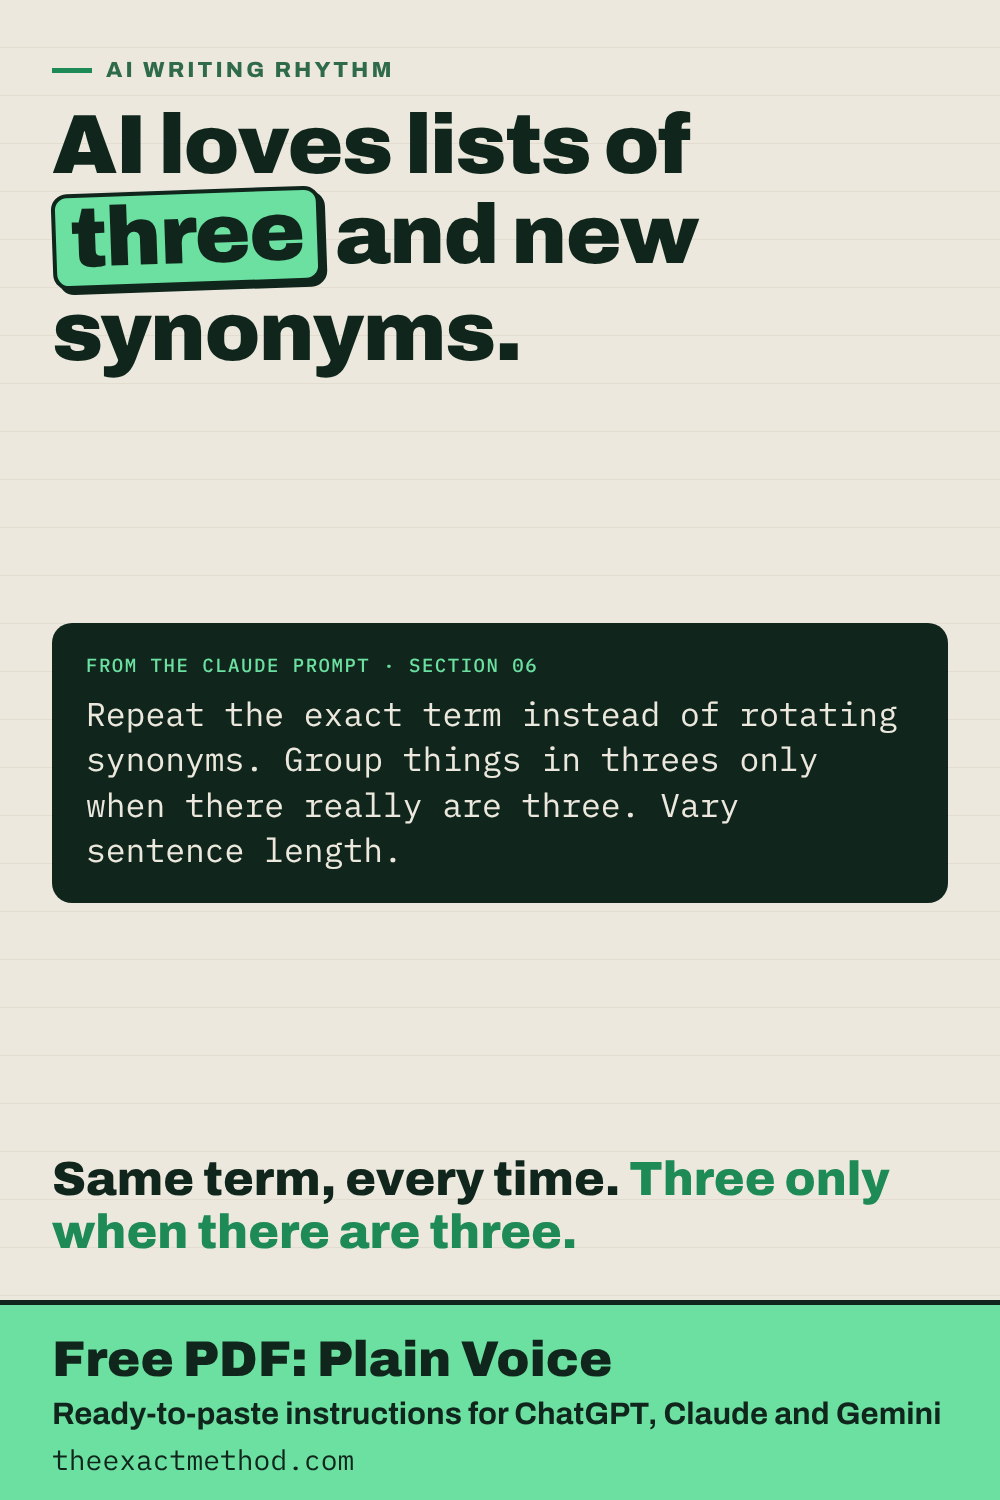 AI WRITING RHYTHM
AI loves lists of
three and new
synonyms.
FROM THE CLAUDE PROMPT · SECTION 06
Repeat the exact term instead of rotating
synonyms. Group things in threes only
when there really are three. Vary
sentence length.
Same term, every time. Three only
when there are three.
Free PDF: Plain Voice
Ready-to-paste instructions for ChatGPT, Claude and Gemini
theexactmethod.com